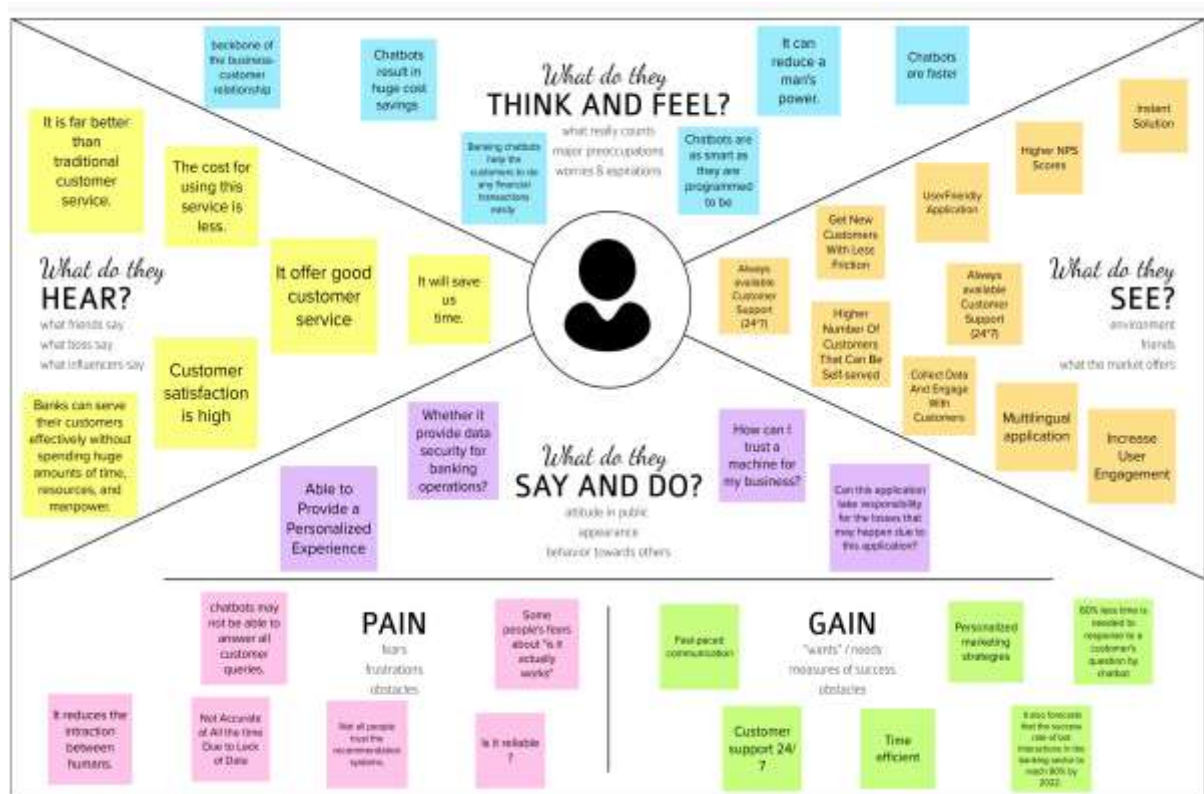 backbone of
the business-
customer
relationship
Chatbots
result in
huge cost
savings
What do they
THINK AND FEEL?
what really counts
major preoccupations
worries & aspirations
It can
reduce a
man's
power.
Chatbots
are faster
Banking chatbots
help the
customers to do
any financial
transactions
easily
Chatbots are
as smart as
they are
programmed
to be
It is far better
than
traditional
customer
service.
The cost for
using this
service is
less.
It offer good
customer
service
It will save
us
time.
What do they
HEAR?
what friends say
what boss say
what influencers say
Customer
satisfaction
is high
Banks can serve
their customers
effectively without
spending huge
amounts of time,
resources, and
manpower.
Instant
Solution
Higher NPS
Scores
UserFriendly
Application
Get New
Customers
With Less
Friction
Always
available
Customer
Support
(24*7)
Higher
Number Of
Customers
That Can Be
Self-served
Always
available
Customer
Support
(24*7)
What do they
SEE?
environment
friends
what the market offers
Collect Data
And Engage
With
Customers
Multilingual
application
Increase
User
Engagement
Able to
Provide a
Personalized
Experience
Whether it
provide data
security for
banking
operations?
What do they
SAY AND DO?
attitude in public
appearance
behavior towards others
How can I
trust a
machine for
my business?
Can this application
take responsibility
for the losses that
may happen due to
this application?
chatbots may
not be able to
answer all
customer
queries.
PAIN
fears
frustrations
obstacles
Some
people's fears
about "is it
actually
works"
It reduces the
intraction
between
humans.
Not Accurate
at All the time
Due to Lack
of Data
Not all people
trust the
recommendation
systems.
Is it reliable
?
Fast-paced
communication
GAIN
"wants" / needs
measures of success
obstacles
Personalized
marketing
strategies
60% less time is
needed to
response to a
customer's
question by
chatbot
Customer
support 24/
7
Time
efficient
It also forecasts
that the success
rate of bot
interactions in the
banking sector to
reach 90% by
2022.